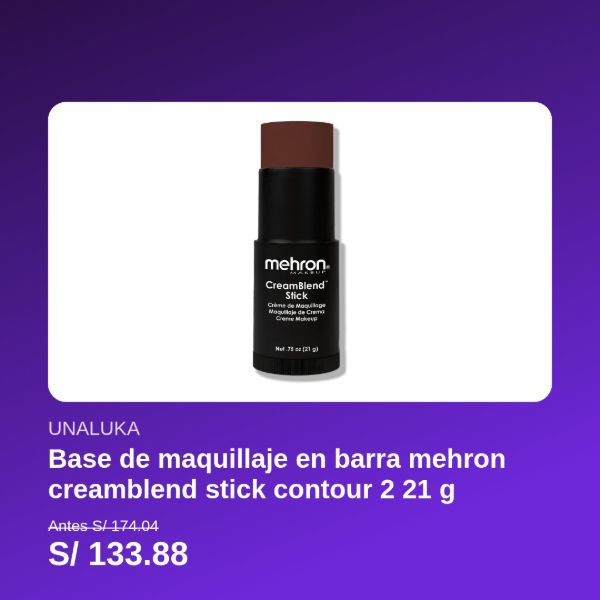 mehron
MAKEUP
CreamBlend™
Stick
Crème de Maquillage
Maquillaje de Crema
Creme Makeup
Net .75 oz (21 g)
UNALUKA
Base de maquillaje en barra mehron
creamblend stick contour 2 21 g
Antes S/ 174.04
S/ 133.88